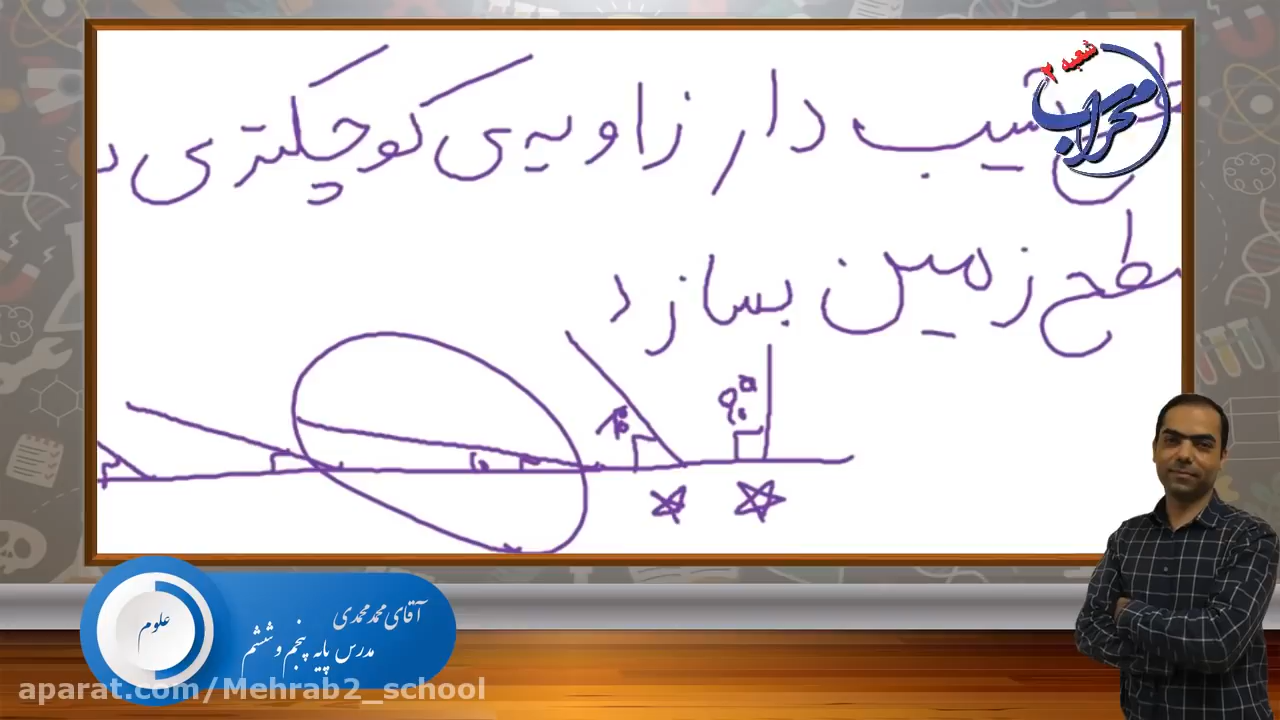 شعبه ۲
محراب
شیب دار زاویه ی کوچکتری
سطح زمین بسازد
۹۰°
آقای محمد محمدی
علوم
مدرس پایه پنجم و ششم
aparat.com/Mehrab2_school